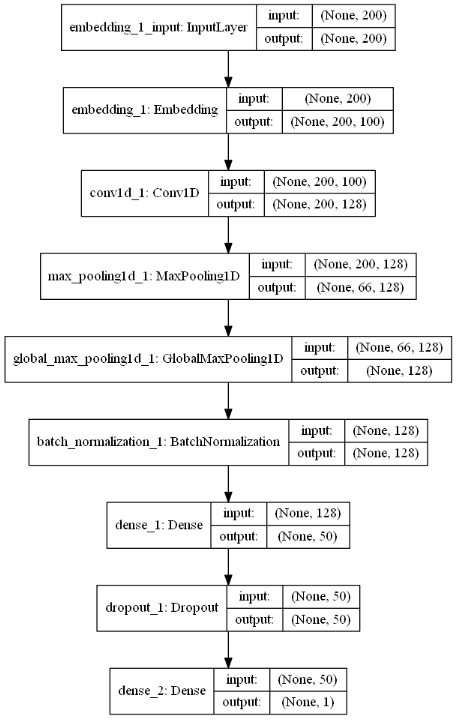 embedding_1_input: InputLayer
input: (None, 200)
output: (None, 200)
embedding_1: Embedding
input: (None, 200)
output: (None, 200, 100)
conv1d_1: Conv1D
input: (None, 200, 100)
output: (None, 200, 128)
max_pooling1d_1: MaxPooling1D
input: (None, 200, 128)
output: (None, 66, 128)
global_max_pooling1d_1: GlobalMaxPooling1D
input: (None, 66, 128)
output: (None, 128)
batch_normalization_1: BatchNormalization
input: (None, 128)
output: (None, 128)
dense_1: Dense
input: (None, 128)
output: (None, 50)
dropout_1: Dropout
input: (None, 50)
output: (None, 50)
dense_2: Dense
input: (None, 50)
output: (None, 1)